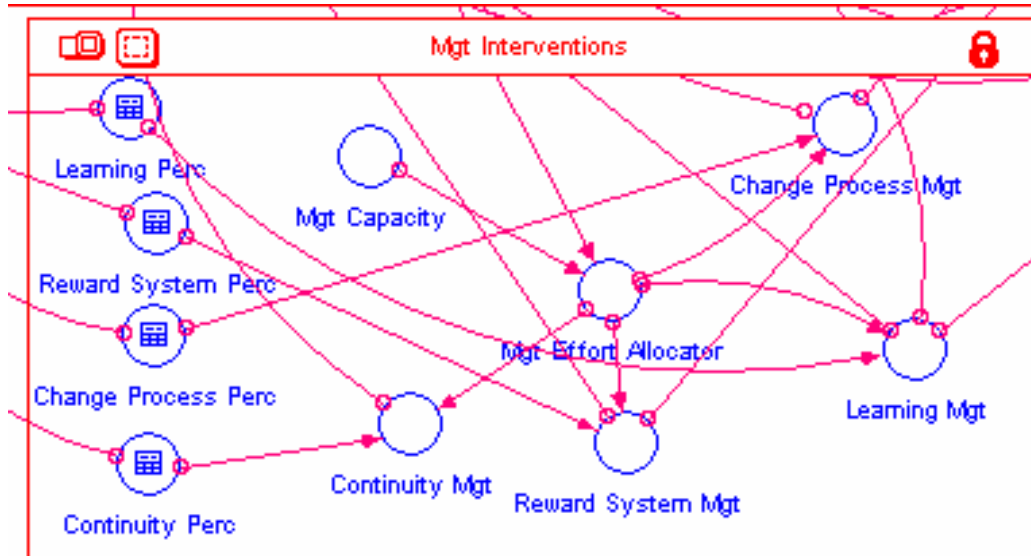 Mgt Interventions
Learning Perc
Mgt Capacity
Change Process Mgt
Reward System Perc
Mgt Effort Allocator
Change Process Perc
Learning Mgt
Continuity Mgt
Reward System Mgt
Continuity Perc